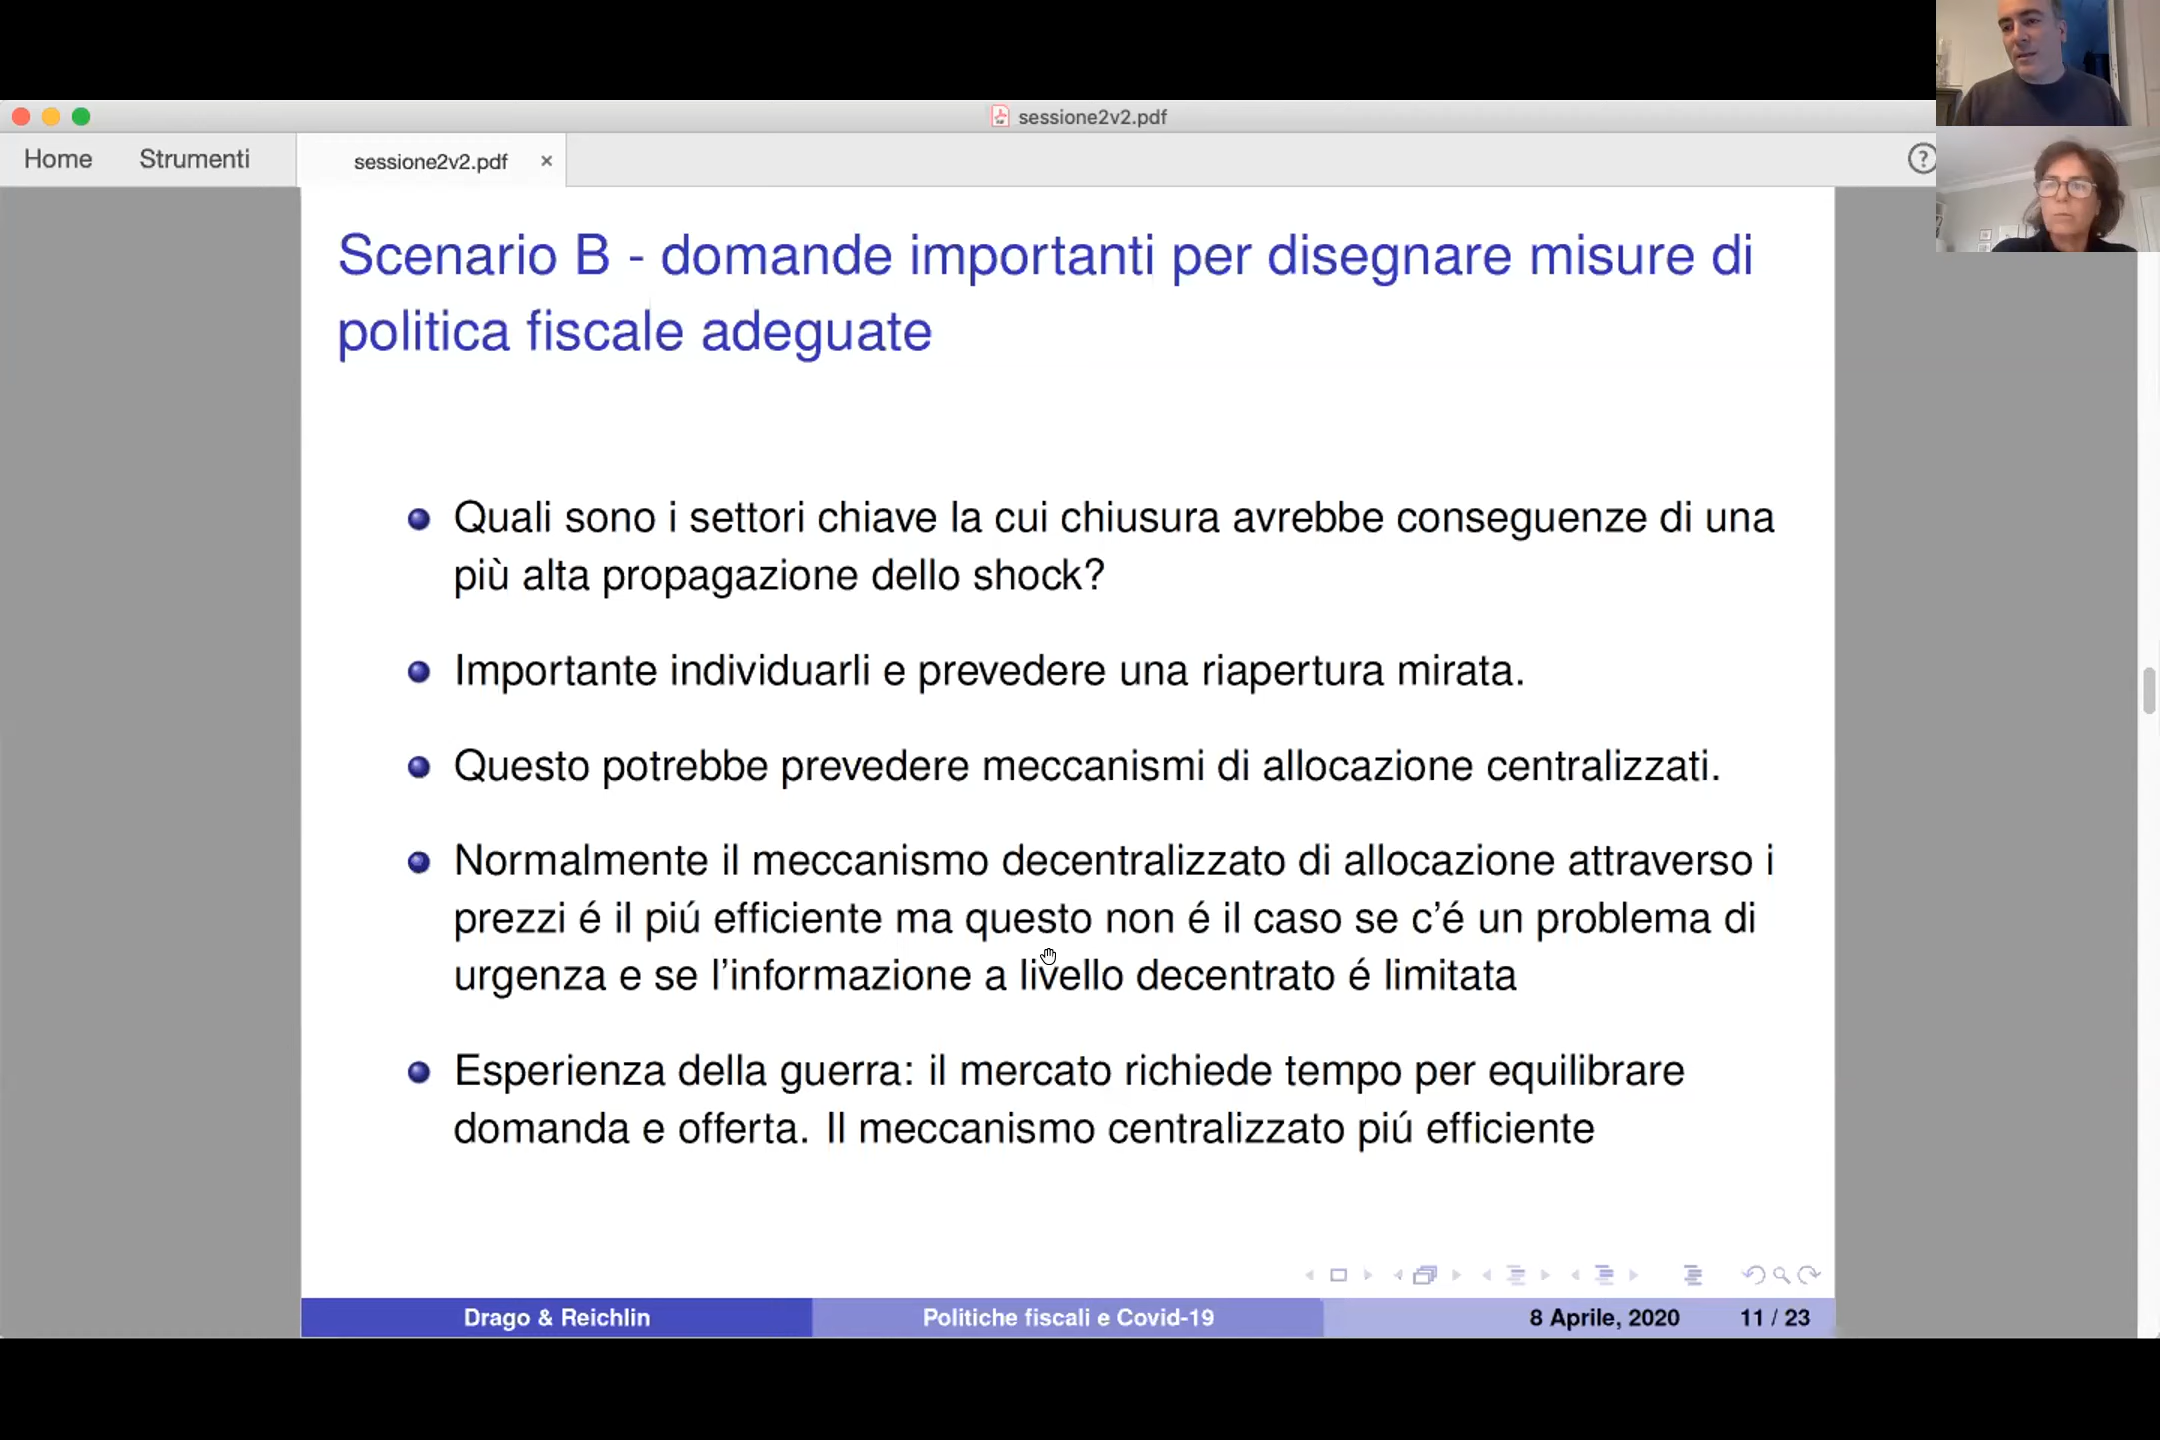 sessione2v2.pdf
Home Strumenti sessione2v2.pdf × ?
Scenario B - domande importanti per disegnare misure di
politica fiscale adeguate
Quali sono i settori chiave la cui chiusura avrebbe conseguenze di una
più alta propagazione dello shock?
Importante individuarli e prevedere una riapertura mirata.
Questo potrebbe prevedere meccanismi di allocazione centralizzati.
Normalmente il meccanismo decentralizzato di allocazione attraverso i
prezzi é il piú efficiente ma questo non é il caso se c'é un problema di
urgenza e se l'informazione a livello decentrato é limitata
Esperienza della guerra: il mercato richiede tempo per equilibrare
domanda e offerta. Il meccanismo centralizzato piú efficiente
Drago & Reichlin Politiche fiscali e Covid-19 8 Aprile, 2020 11 / 23